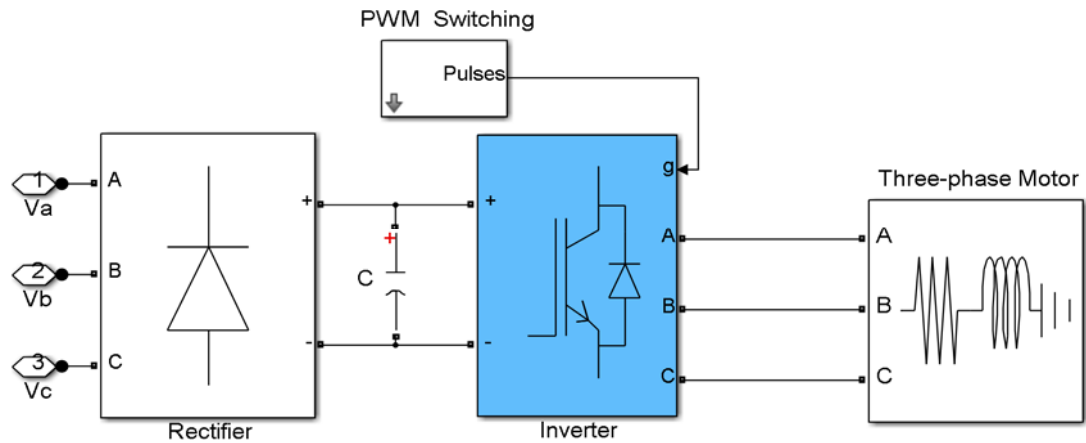 PWM Switching
Pulses
1
Va
2
Vb
3
Vc
A
B
C
+
-
Rectifier
+
C
+
-
g
A
B
C
Inverter
Three-phase Motor
A
B
C